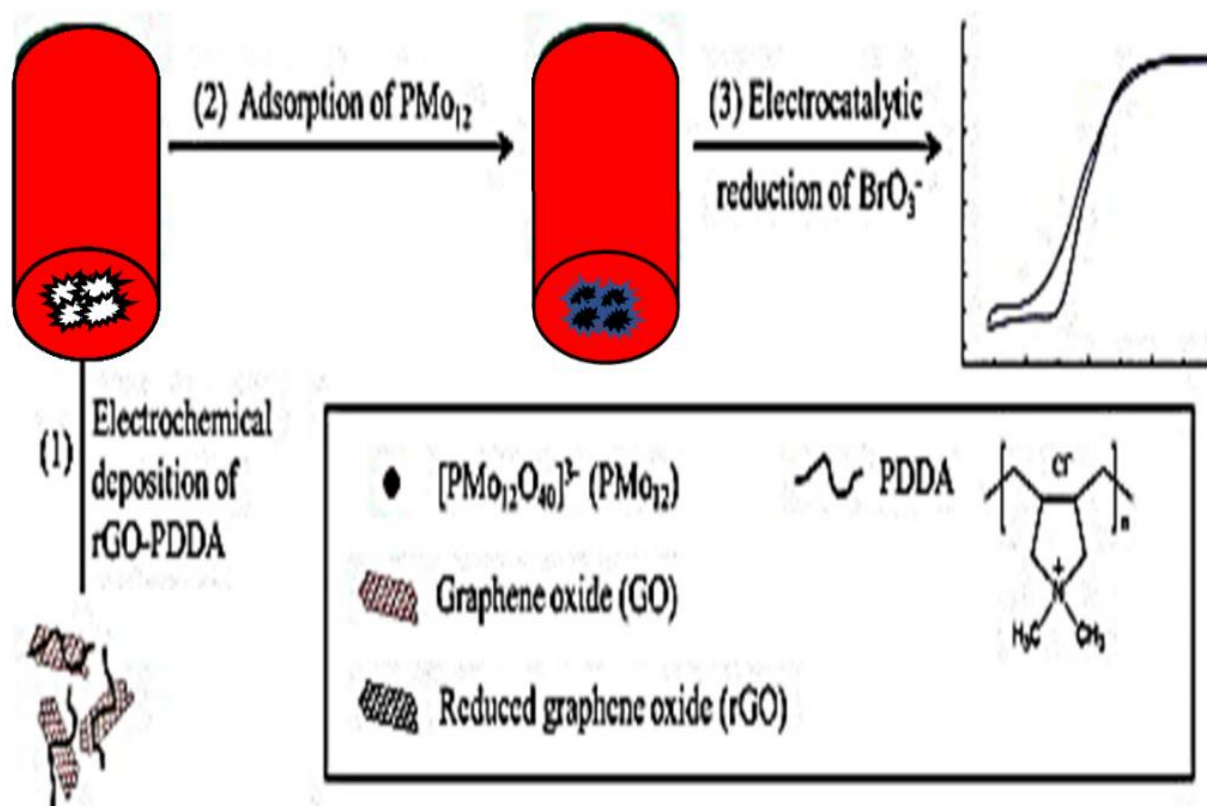 (2) Adsorption of PMo₁₂
(3) Electrocatalytic
reduction of BrO₃⁻
(1)
Electrochemical
deposition of
rGO-PDDA
[PMo₁₂O₄₀]³⁻ (PMo₁₂)
PDDA
Cl⁻
n
+
N
H₃C
CH₃
Graphene oxide (GO)
Reduced graphene oxide (rGO)